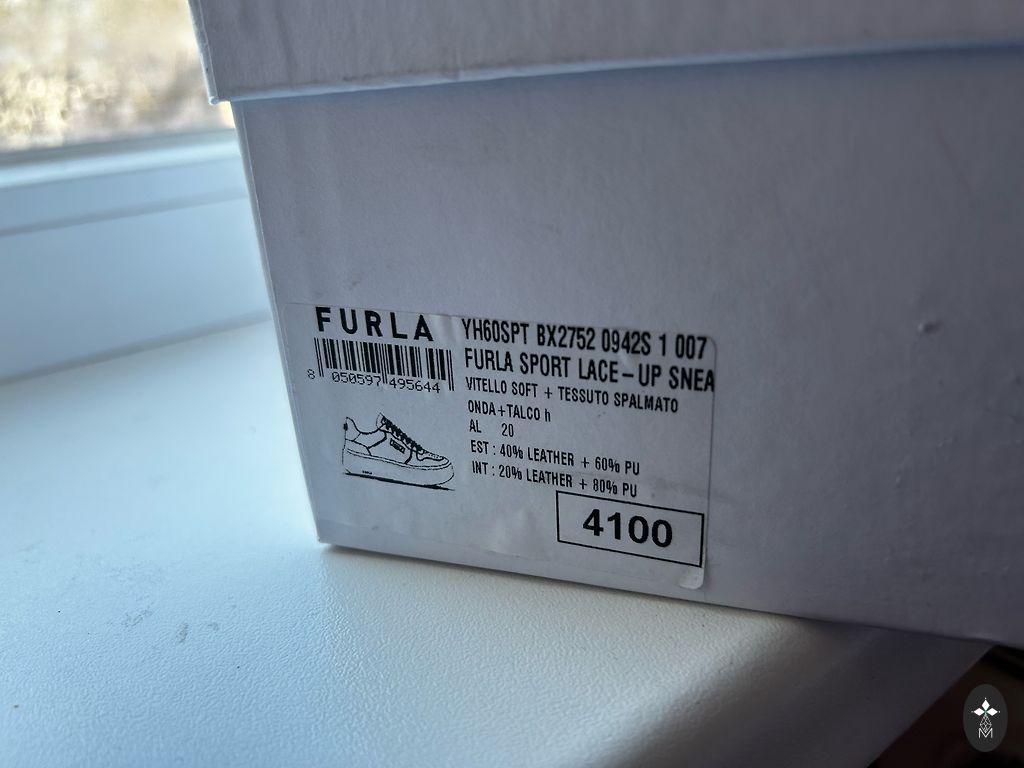 FURLA
YH60SPT BX2752 0942S 1 007
FURLA SPORT LACE-UP SNEA
8 050597 495644
VITELLO SOFT + TESSUTO SPALMATO
ONDA+TALCO h
AL 20
EST : 40% LEATHER + 60% PU
INT : 20% LEATHER + 80% PU
4100
M